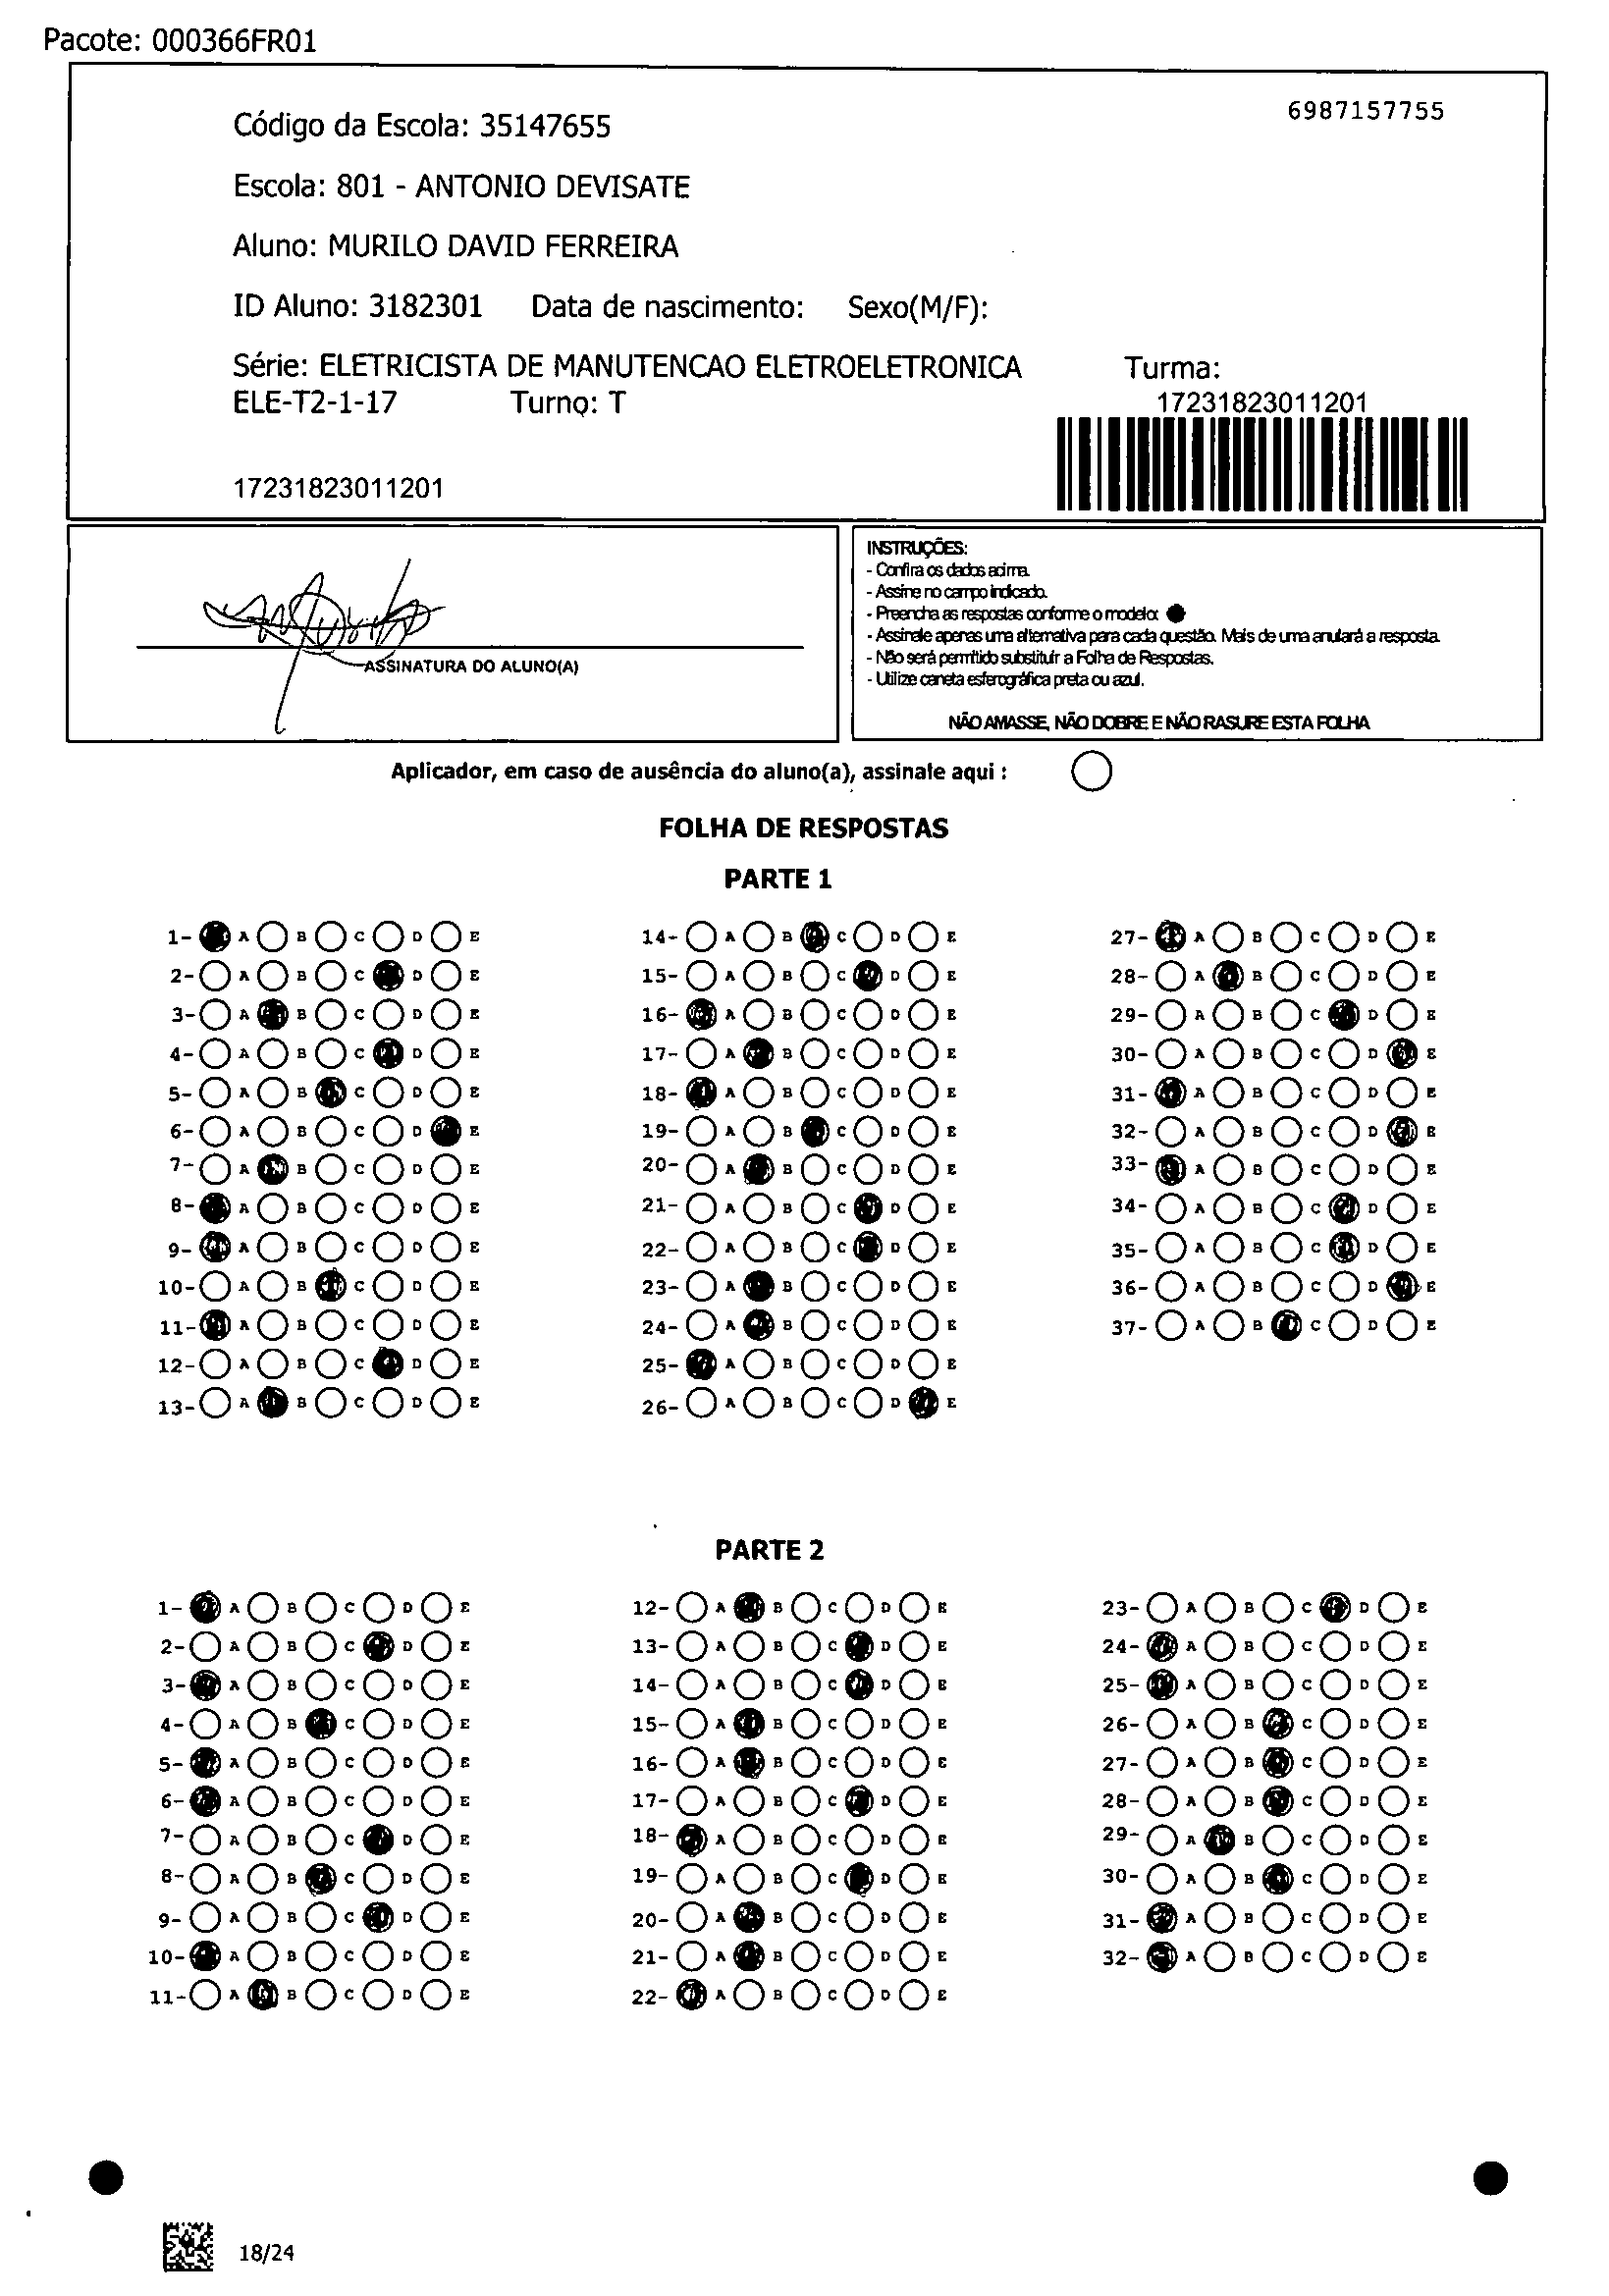 Pacote: 000366FR01
6987157755
Código da Escola: 35147655
Escola: 801 - ANTONIO DEVISATE
Aluno: MURILO DAVID FERREIRA
ID Aluno: 3182301 Data de nascimento: Sexo(M/F):
Série: ELETRICISTA DE MANUTENCAO ELETROELETRONICA Turma:
ELE-T2-1-17 Turno: T
17231823011201
17231823011201
ASSINATURA DO ALUNO(A)
INSTRUÇÕES:
- Confira os dados acima.
- Assine no campo indicado.
- Preencha as respostas conforme o modelo:
- Assinale apenas uma alternativa para cada questão. Mais de uma anulará a resposta.
- Não será permitido substituir a Folha de Respostas.
- Utilize caneta esferográfica preta ou azul.
NÃO AMASSE, NÃO DOBRE E NÃO RASURE ESTA FOLHA
Aplicador, em caso de ausência do aluno(a), assinale aqui :
FOLHA DE RESPOSTAS
PARTE 1
1- A B C D E 14- A B C D E 27- A B C D E
2- A B C D E 15- A B C D E 28- A B C D E
3- A B C D E 16- A B C D E 29- A B C D E
4- A B C D E 17- A B C D E 30- A B C D E
5- A B C D E 18- A B C D E 31- A B C D E
6- A B C D E 19- A B C D E 32- A B C D E
7- A B C D E 20- A B C D E 33- A B C D E
8- A B C D E 21- A B C D E 34- A B C D E
9- A B C D E 22- A B C D E 35- A B C D E
10- A B C D E 23- A B C D E 36- A B C D E
11- A B C D E 24- A B C D E 37- A B C D E
12- A B C D E 25- A B C D E
13- A B C D E 26- A B C D E
PARTE 2
1- A B C D E 12- A B C D E 23- A B C D E
2- A B C D E 13- A B C D E 24- A B C D E
3- A B C D E 14- A B C D E 25- A B C D E
4- A B C D E 15- A B C D E 26- A B C D E
5- A B C D E 16- A B C D E 27- A B C D E
6- A B C D E 17- A B C D E 28- A B C D E
7- A B C D E 18- A B C D E 29- A B C D E
8- A B C D E 19- A B C D E 30- A B C D E
9- A B C D E 20- A B C D E 31- A B C D E
10- A B C D E 21- A B C D E 32- A B C D E
11- A B C D E 22- A B C D E
18/24